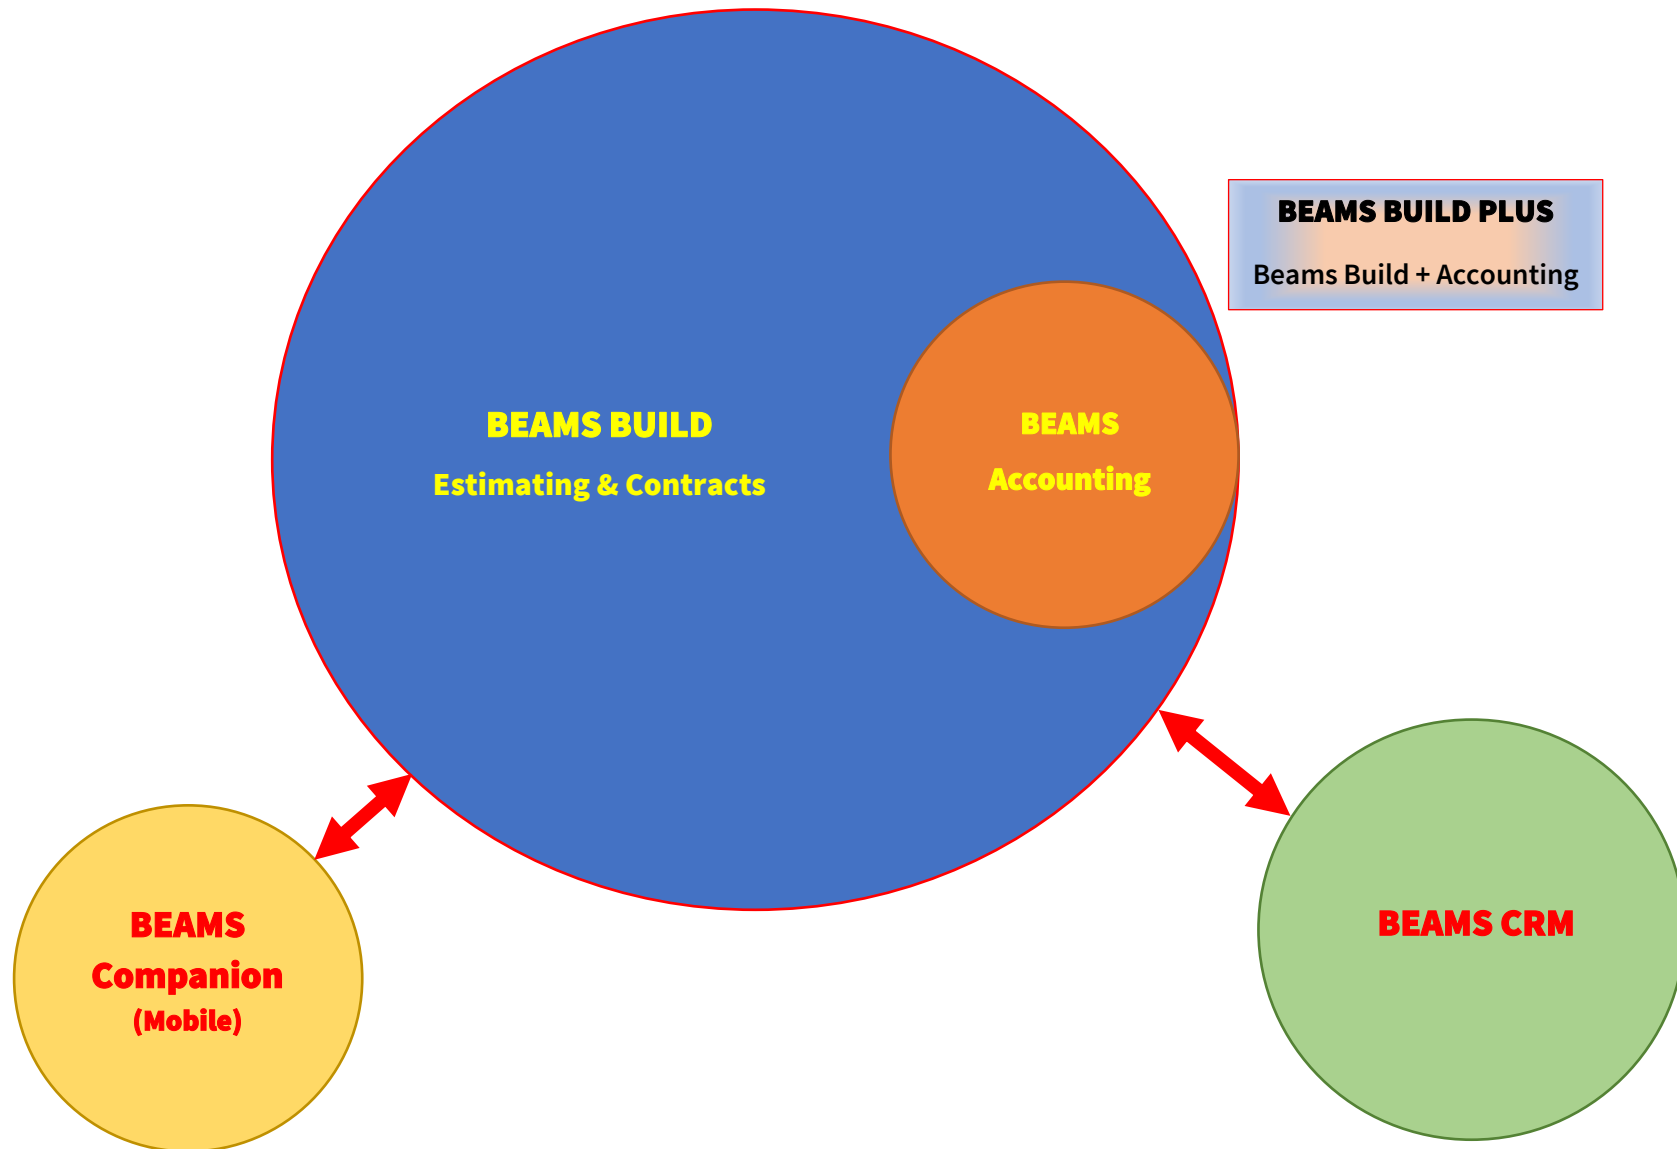 BEAMS BUILD PLUS
Beams Build + Accounting
BEAMS BUILD
Estimating & Contracts
BEAMS
Accounting
BEAMS
Companion
(Mobile)
BEAMS CRM